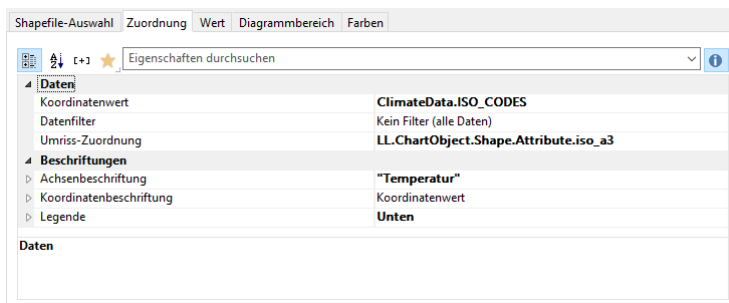 Shapefile-Auswahl Zuordnung Wert Diagrammbereich Farben
[+] Eigenschaften durchsuchen
Daten
Koordinatenwert ClimateData.ISO_CODES
Datenfilter Kein Filter (alle Daten)
Umriss-Zuordnung LL.ChartObject.Shape.Attribute.iso_a3
Beschriftungen
Achsenbeschriftung "Temperatur"
Koordinatenbeschriftung Koordinatenwert
Legende Unten
Daten